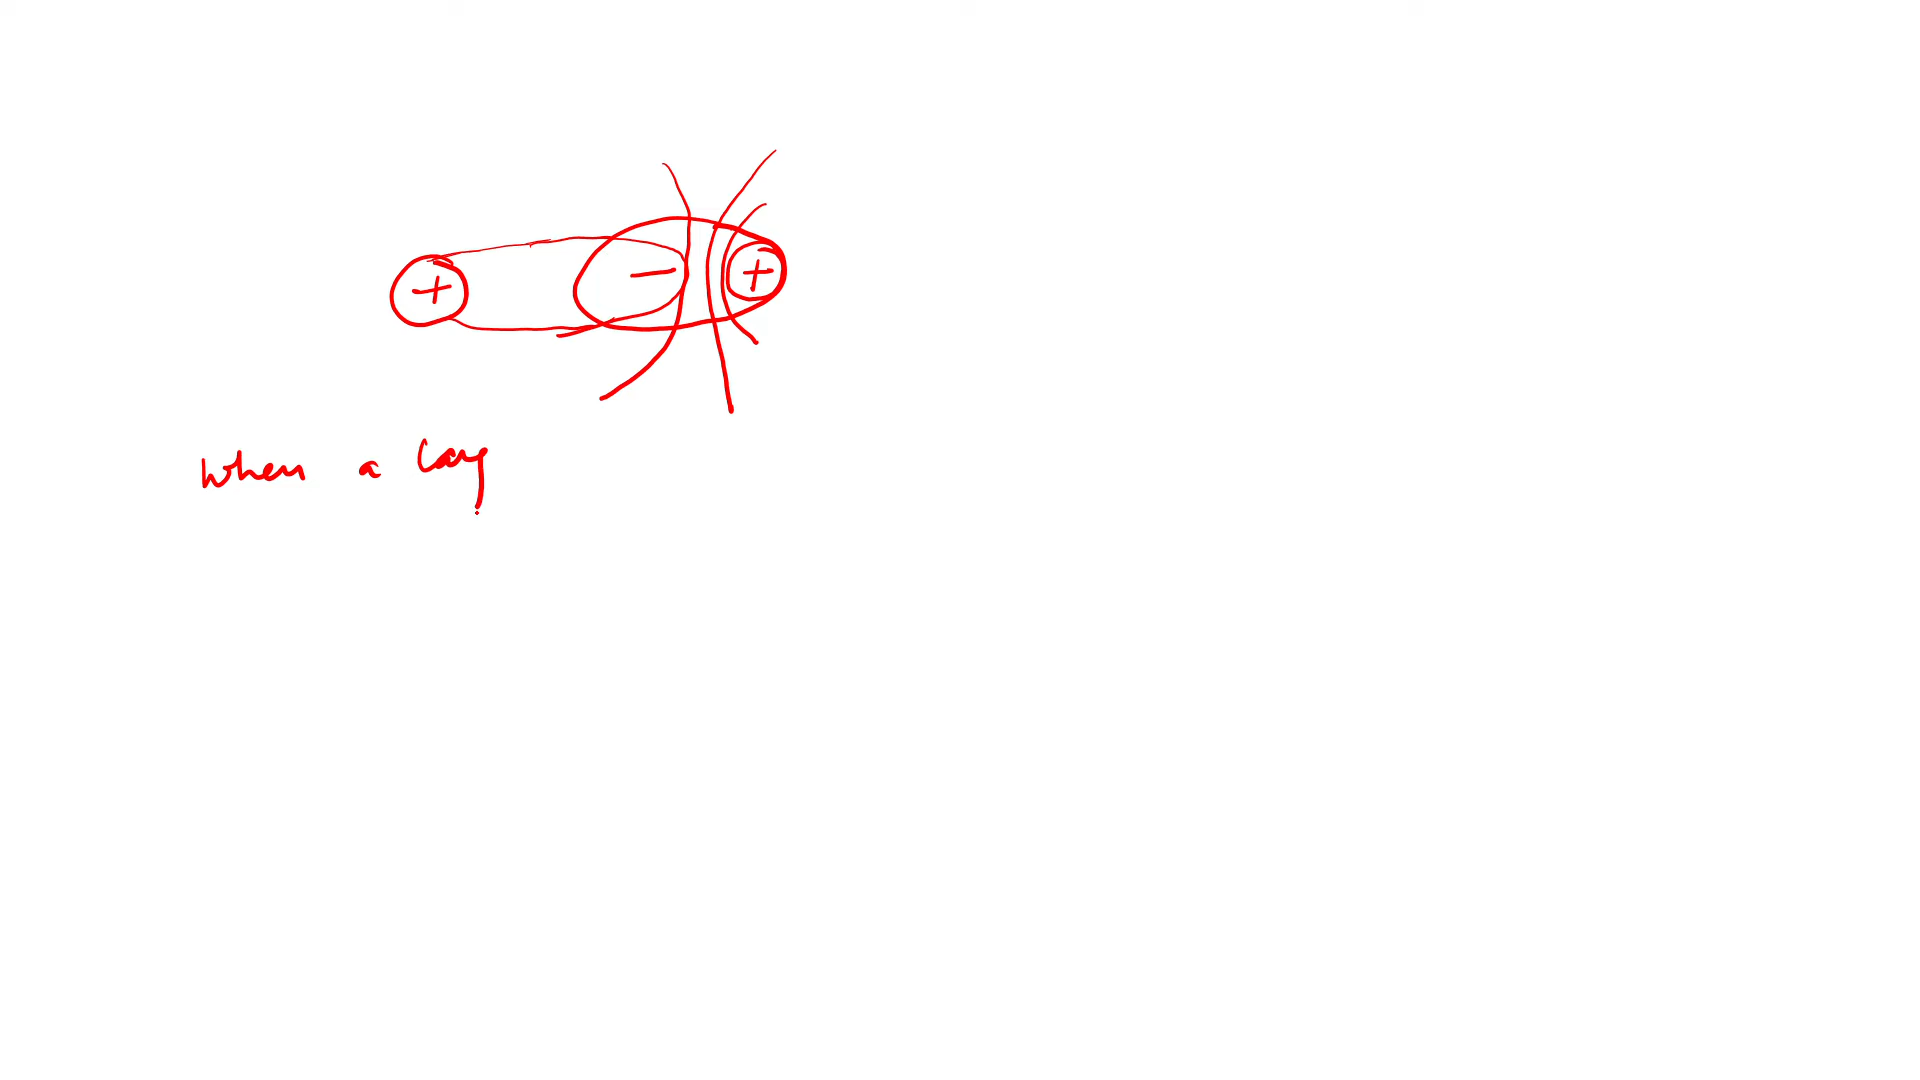 + − +
when a